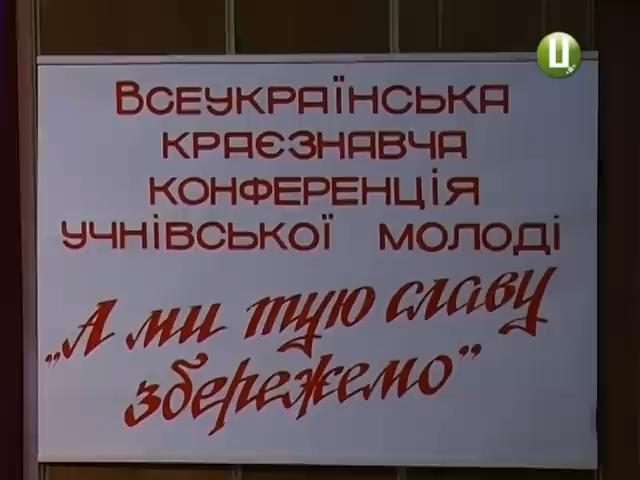 Ц
ВСЕУКРАЇНСЬКА
КРАЄЗНАВЧА
КОНФЕРЕНЦІЯ
УЧНІВСЬКОЇ МОЛОДІ
„А ми тую славу
збережемо”